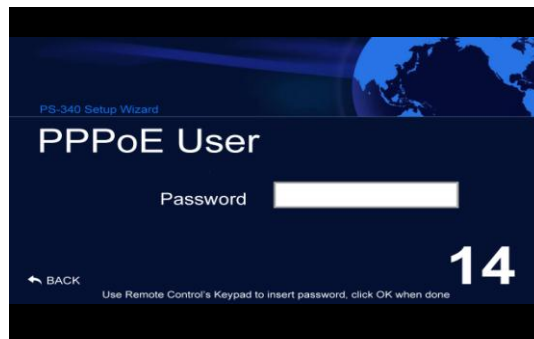 PS-340 Setup Wizard
PPPoE User
Password
14
BACK
Use Remote Control's Keypad to insert password, click OK when done